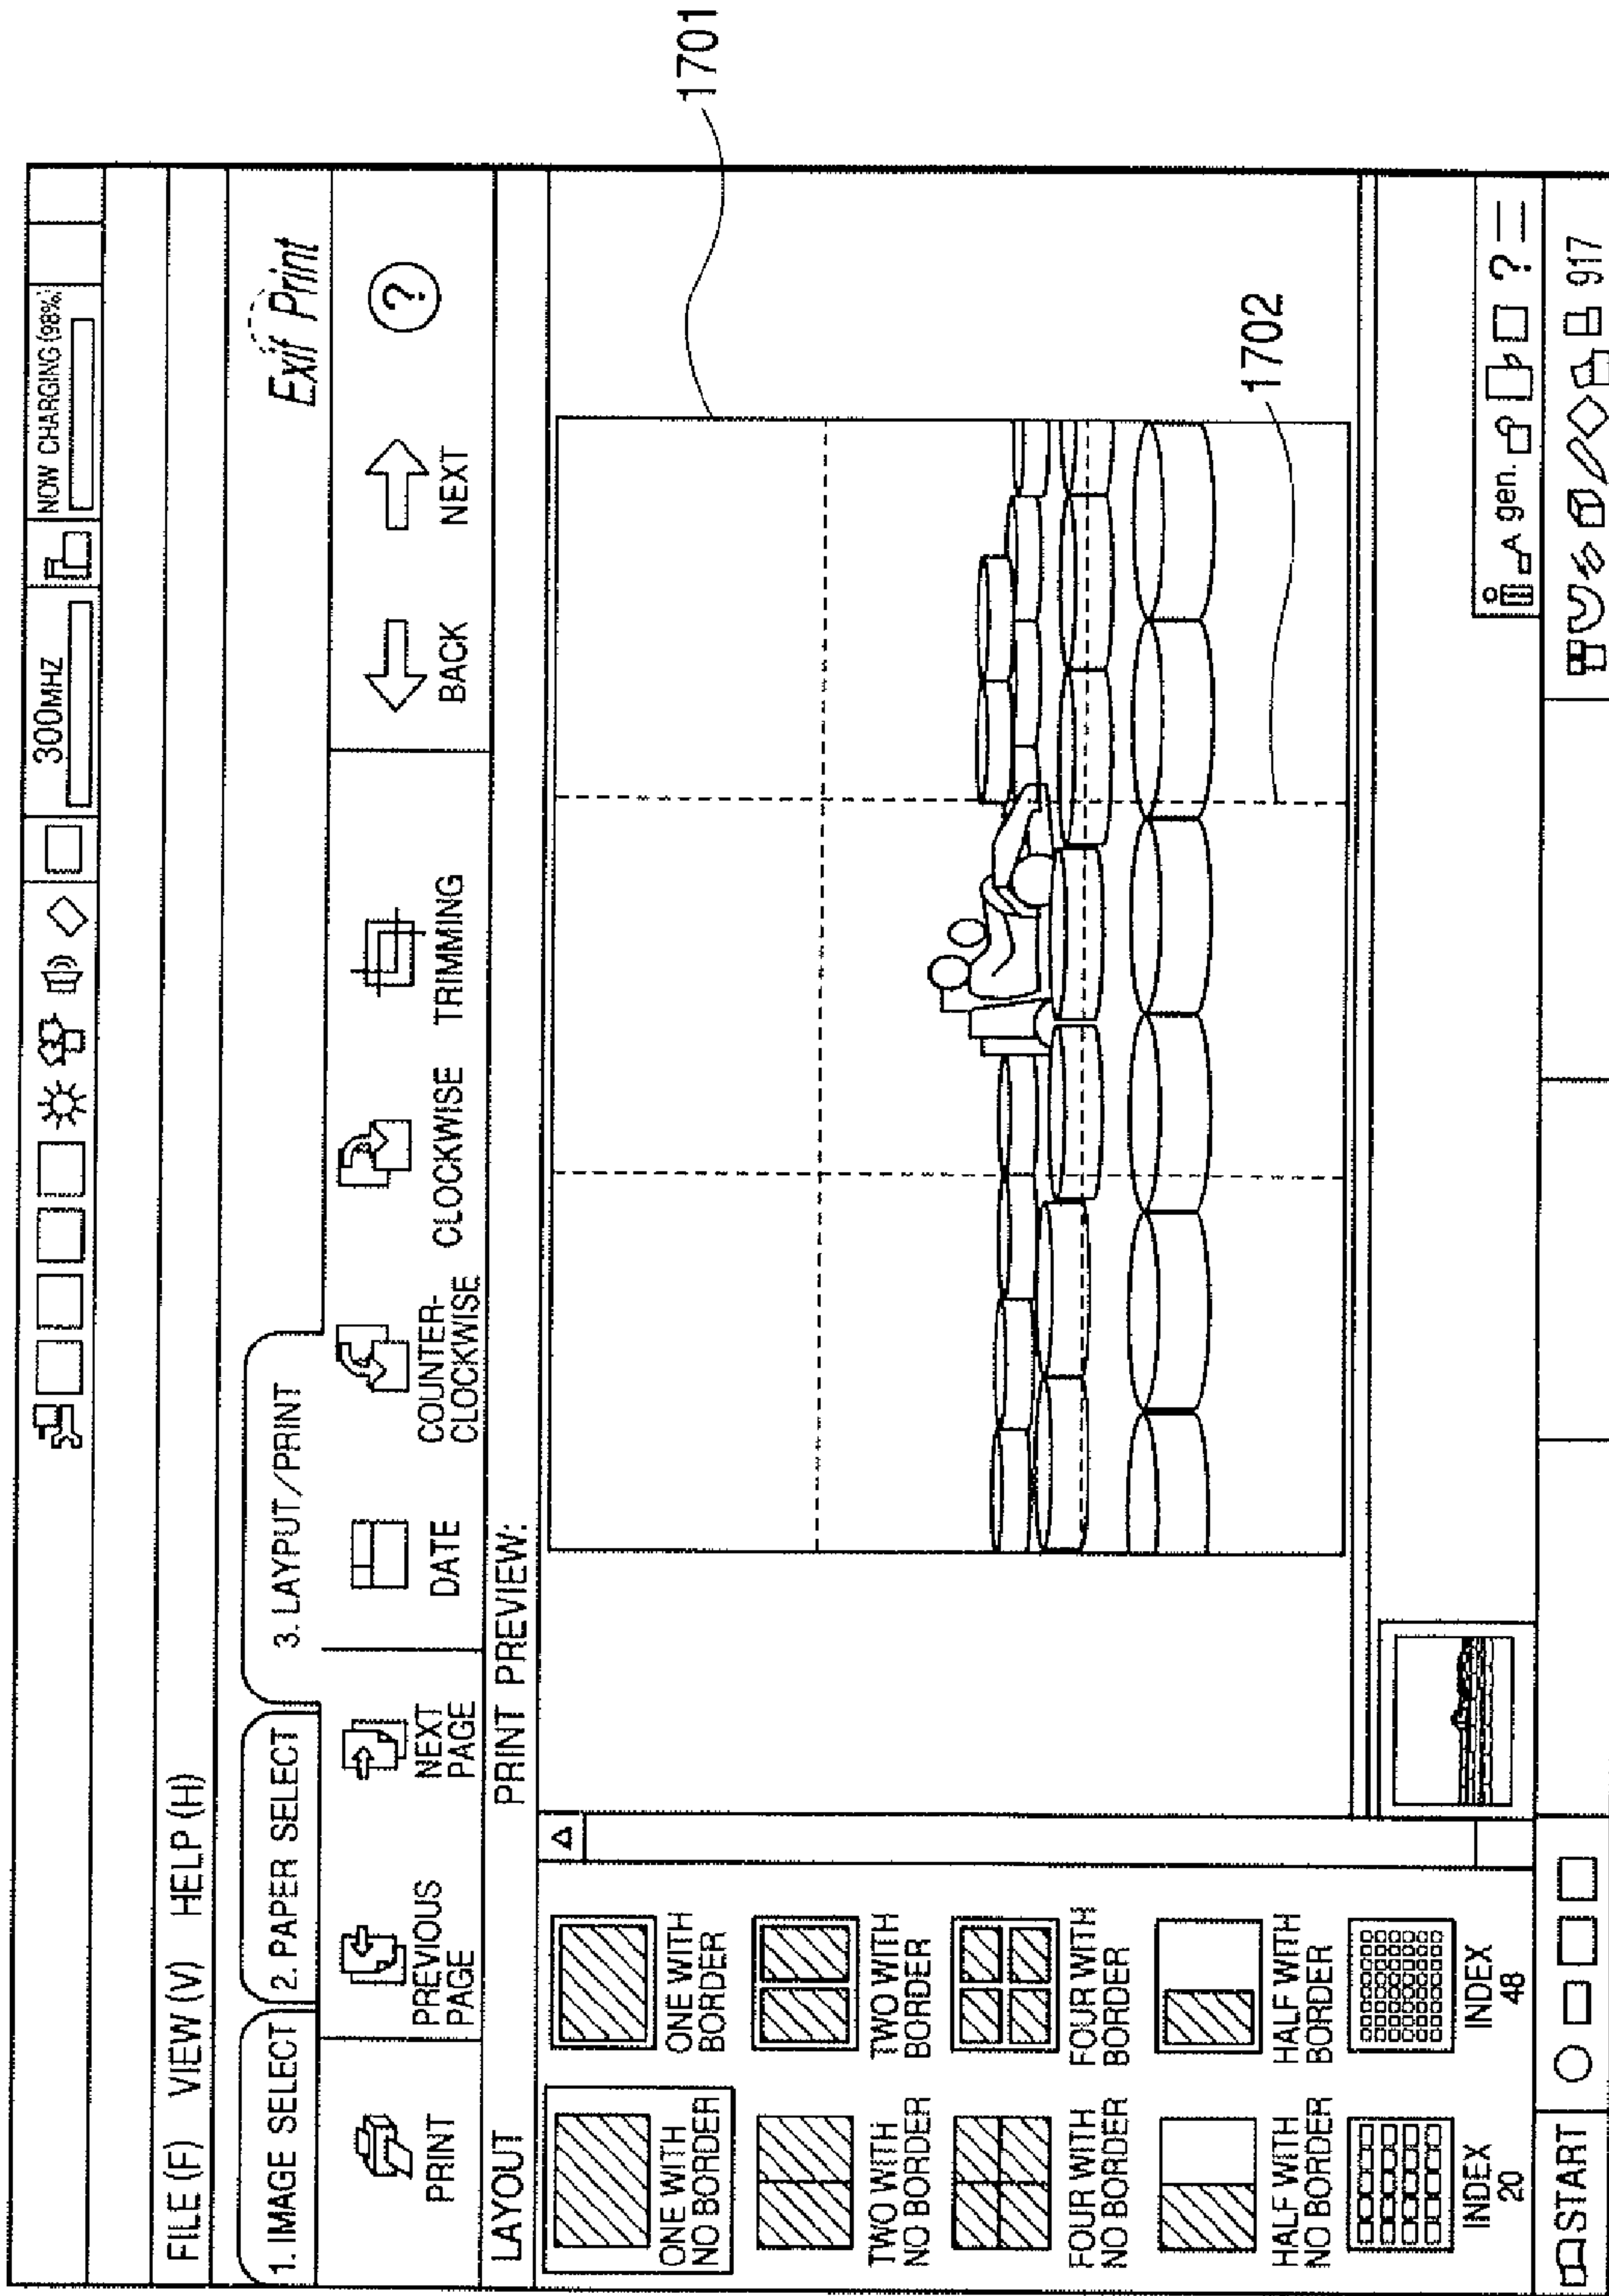 300MHZ
NOW CHARGING (98%)
FILE (F) VIEW (V) HELP (H)
1. IMAGE SELECT
2. PAPER SELECT
3. LAYPUT/PRINT
Exif Print
PRINT
PREVIOUS
PAGE
NEXT
PAGE
DATE
COUNTER-
CLOCKWISE
CLOCKWISE
TRIMMING
BACK
NEXT
?
LAYOUT
PRINT PREVIEW:
ONE WITH
NO BORDER
ONE WITH
BORDER
TWO WITH
NO BORDER
TWO WITH
BORDER
FOUR WITH
NO BORDER
FOUR WITH
BORDER
HALF WITH
NO BORDER
HALF WITH
BORDER
INDEX
20
INDEX
48
1701
1702
A gen. ?
START
917